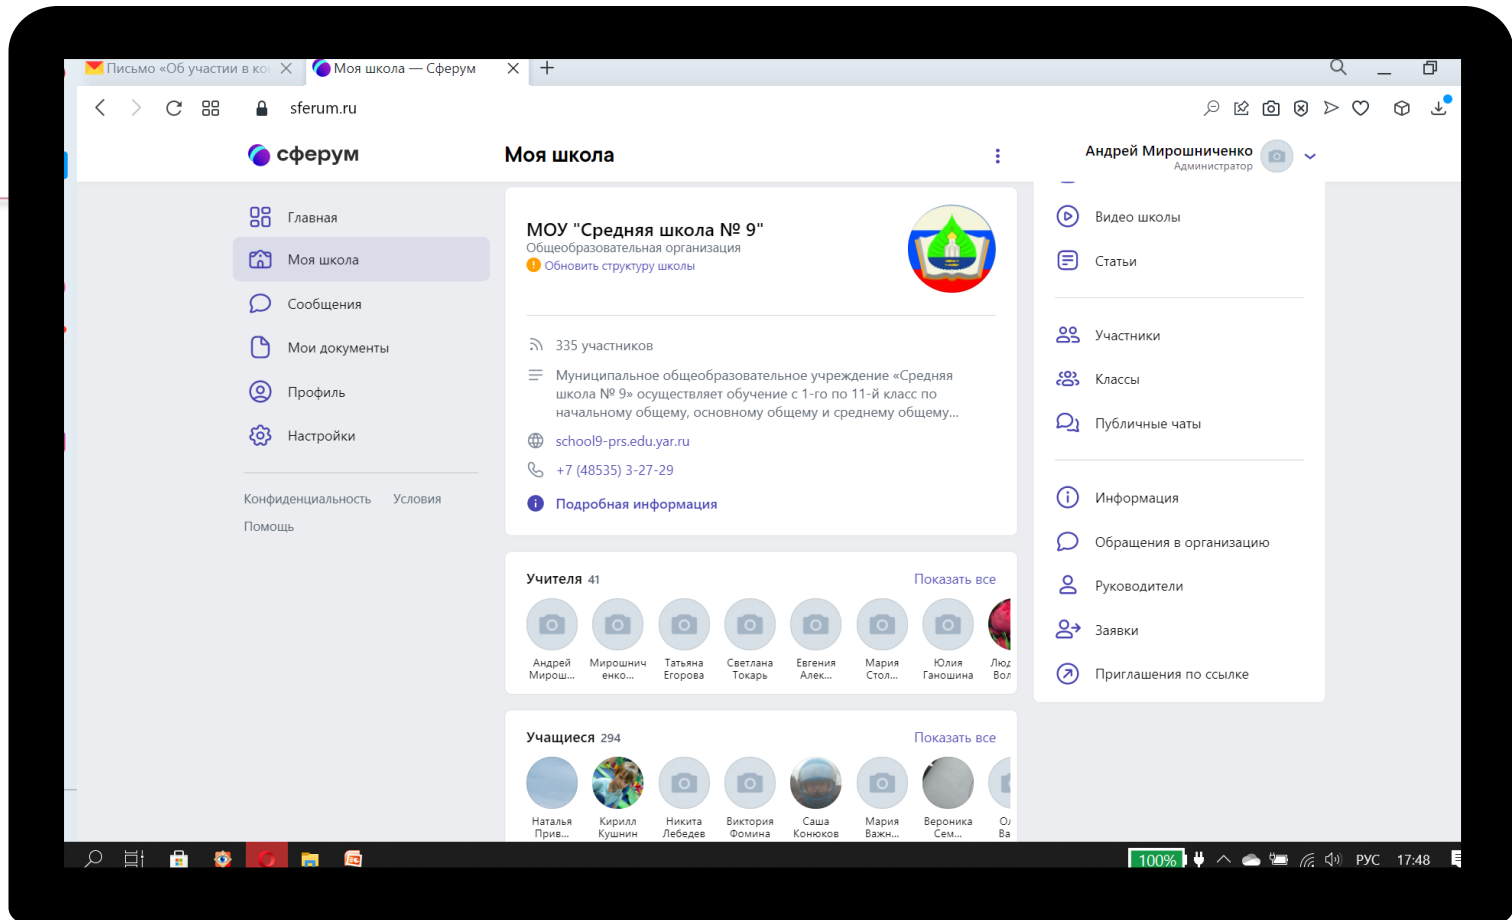 Письмо «Об участии в ко
Моя школа — Сферум
sferum.ru
сферум
Моя школа
Андрей Мирошниченко
Администратор
Главная
Моя школа
Сообщения
Мои документы
Профиль
Настройки
Конфиденциальность Условия
Помощь
МОУ "Средняя школа № 9"
Общеобразовательная организация
Обновить структуру школы
335 участников
Муниципальное общеобразовательное учреждение «Средняя
школа № 9» осуществляет обучение с 1-го по 11-й класс по
начальному общему, основному общему и среднему общему...
school9-prs.edu.yar.ru
+7 (48535) 3-27-29
Подробная информация
Учителя 41
Показать все
Андрей
Мирош...
Мирошнич
енко...
Татьяна
Егорова
Светлана
Токарь
Евгения
Алек...
Мария
Стол...
Юлия
Ганошина
Люд
Вол
Учащиеся 294
Показать все
Наталья
Прив...
Кирилл
Кушнин
Никита
Лебедев
Виктория
Фомина
Саша
Конюков
Мария
Важн...
Вероника
Сем...
Ол
Ва
Видео школы
Статьи
Участники
Классы
Публичные чаты
Информация
Обращения в организацию
Руководители
Заявки
Приглашения по ссылке
100%
РУС
17:48